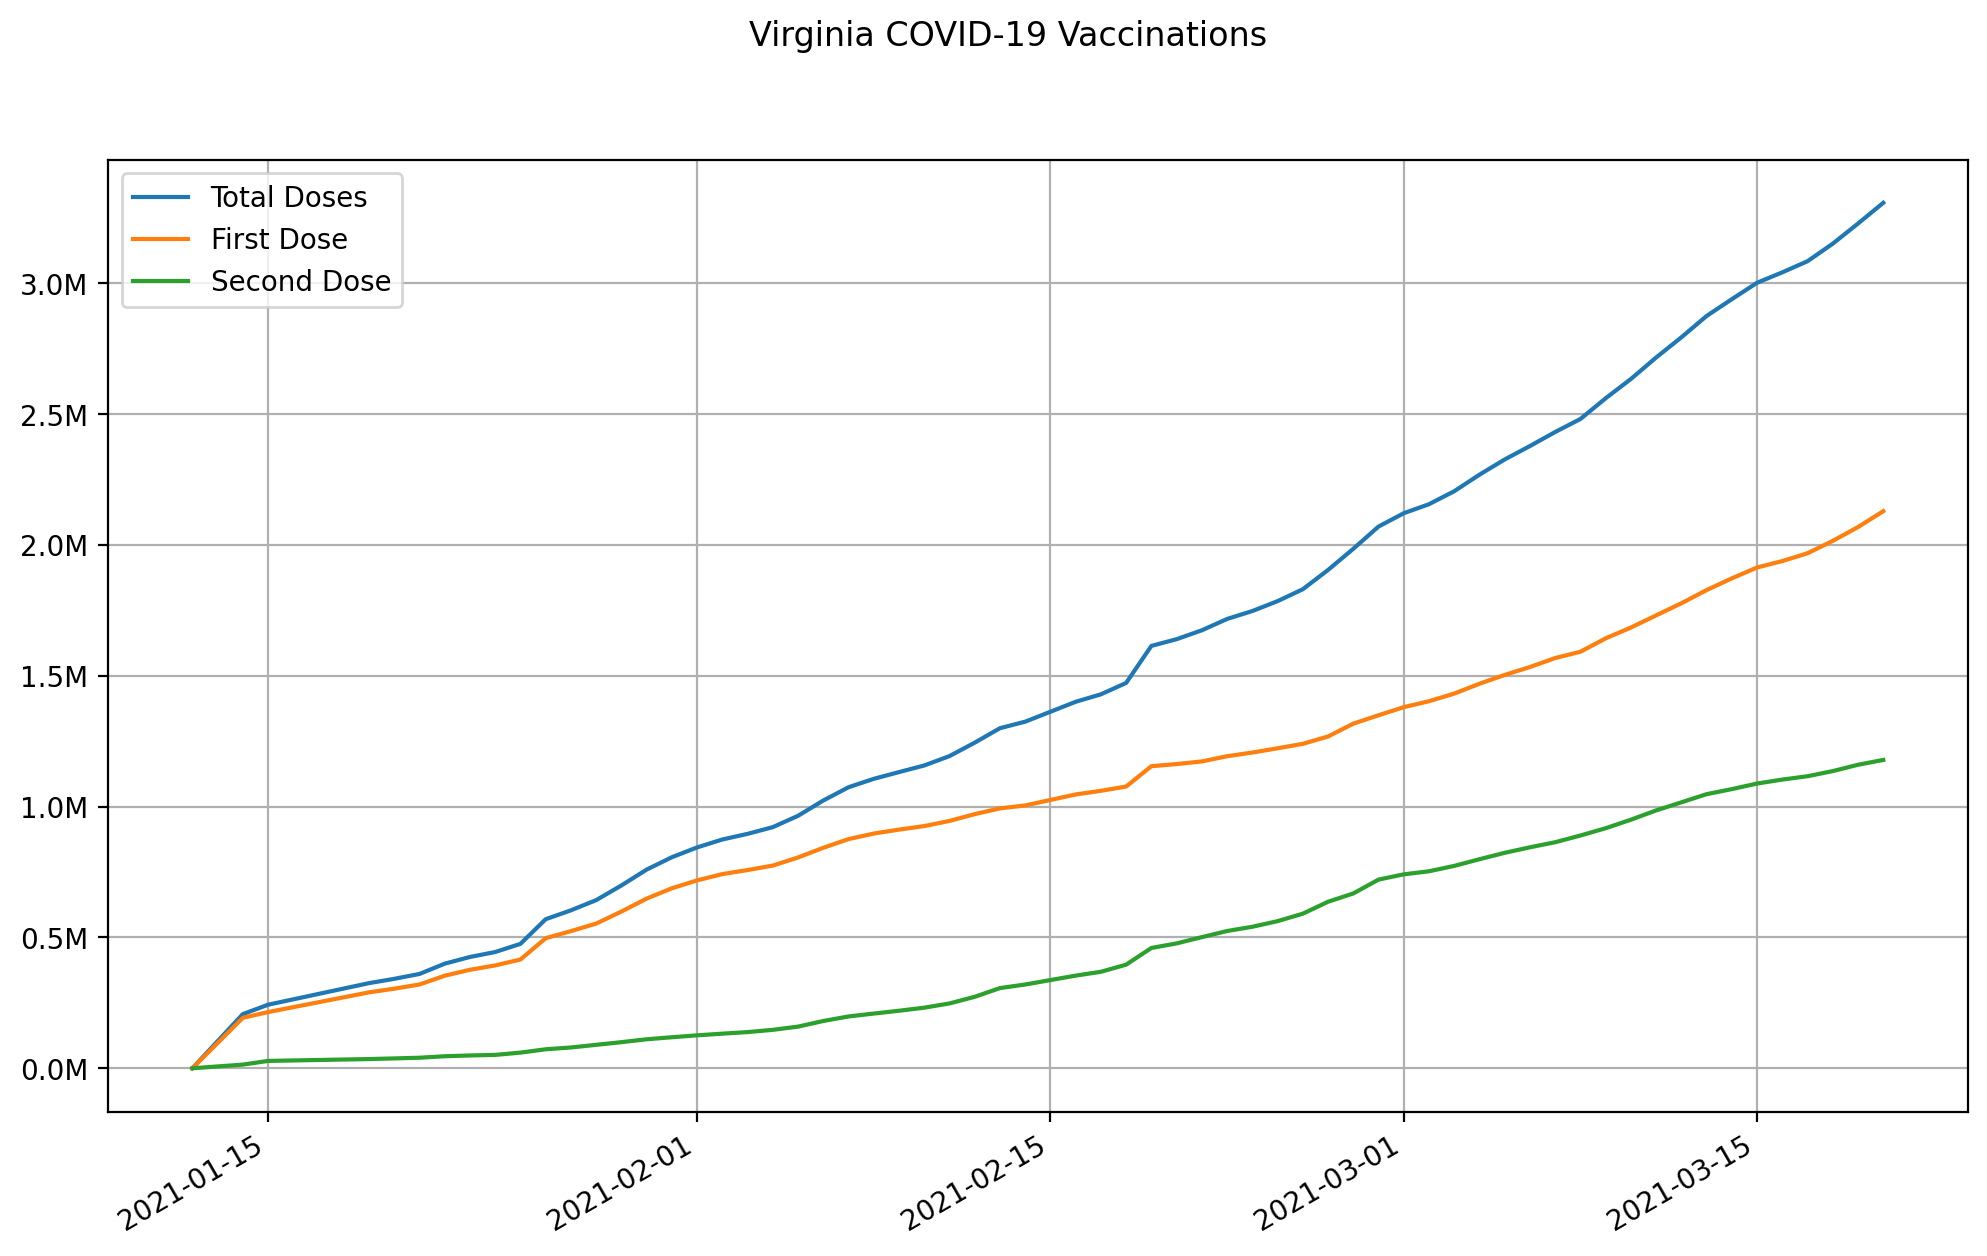 Virginia COVID-19 Vaccinations
Total Doses
First Dose
Second Dose
3.0M
2.5M
2.0M
1.5M
1.0M
0.5M
0.0M
2021-01-15
2021-02-01
2021-02-15
2021-03-01
2021-03-15